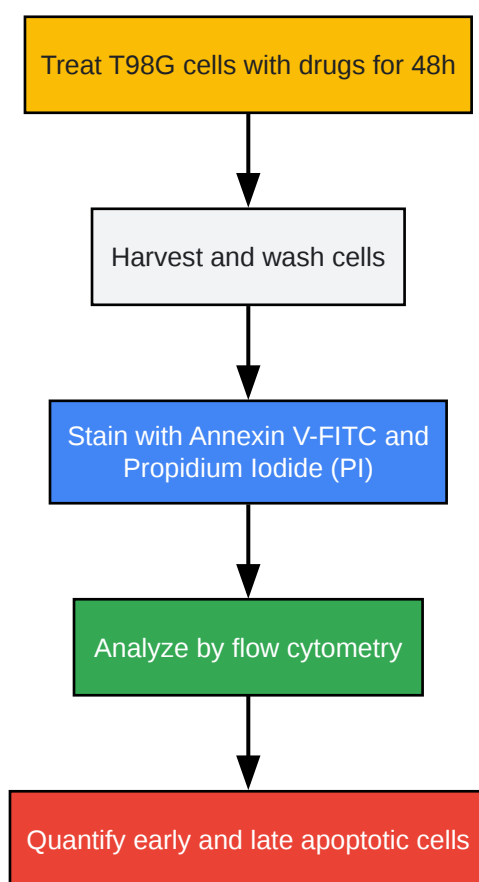 Treat T98G cells with drugs for 48h
Harvest and wash cells
Stain with Annexin V-FITC and
Propidium Iodide (PI)
Analyze by flow cytometry
Quantify early and late apoptotic cells